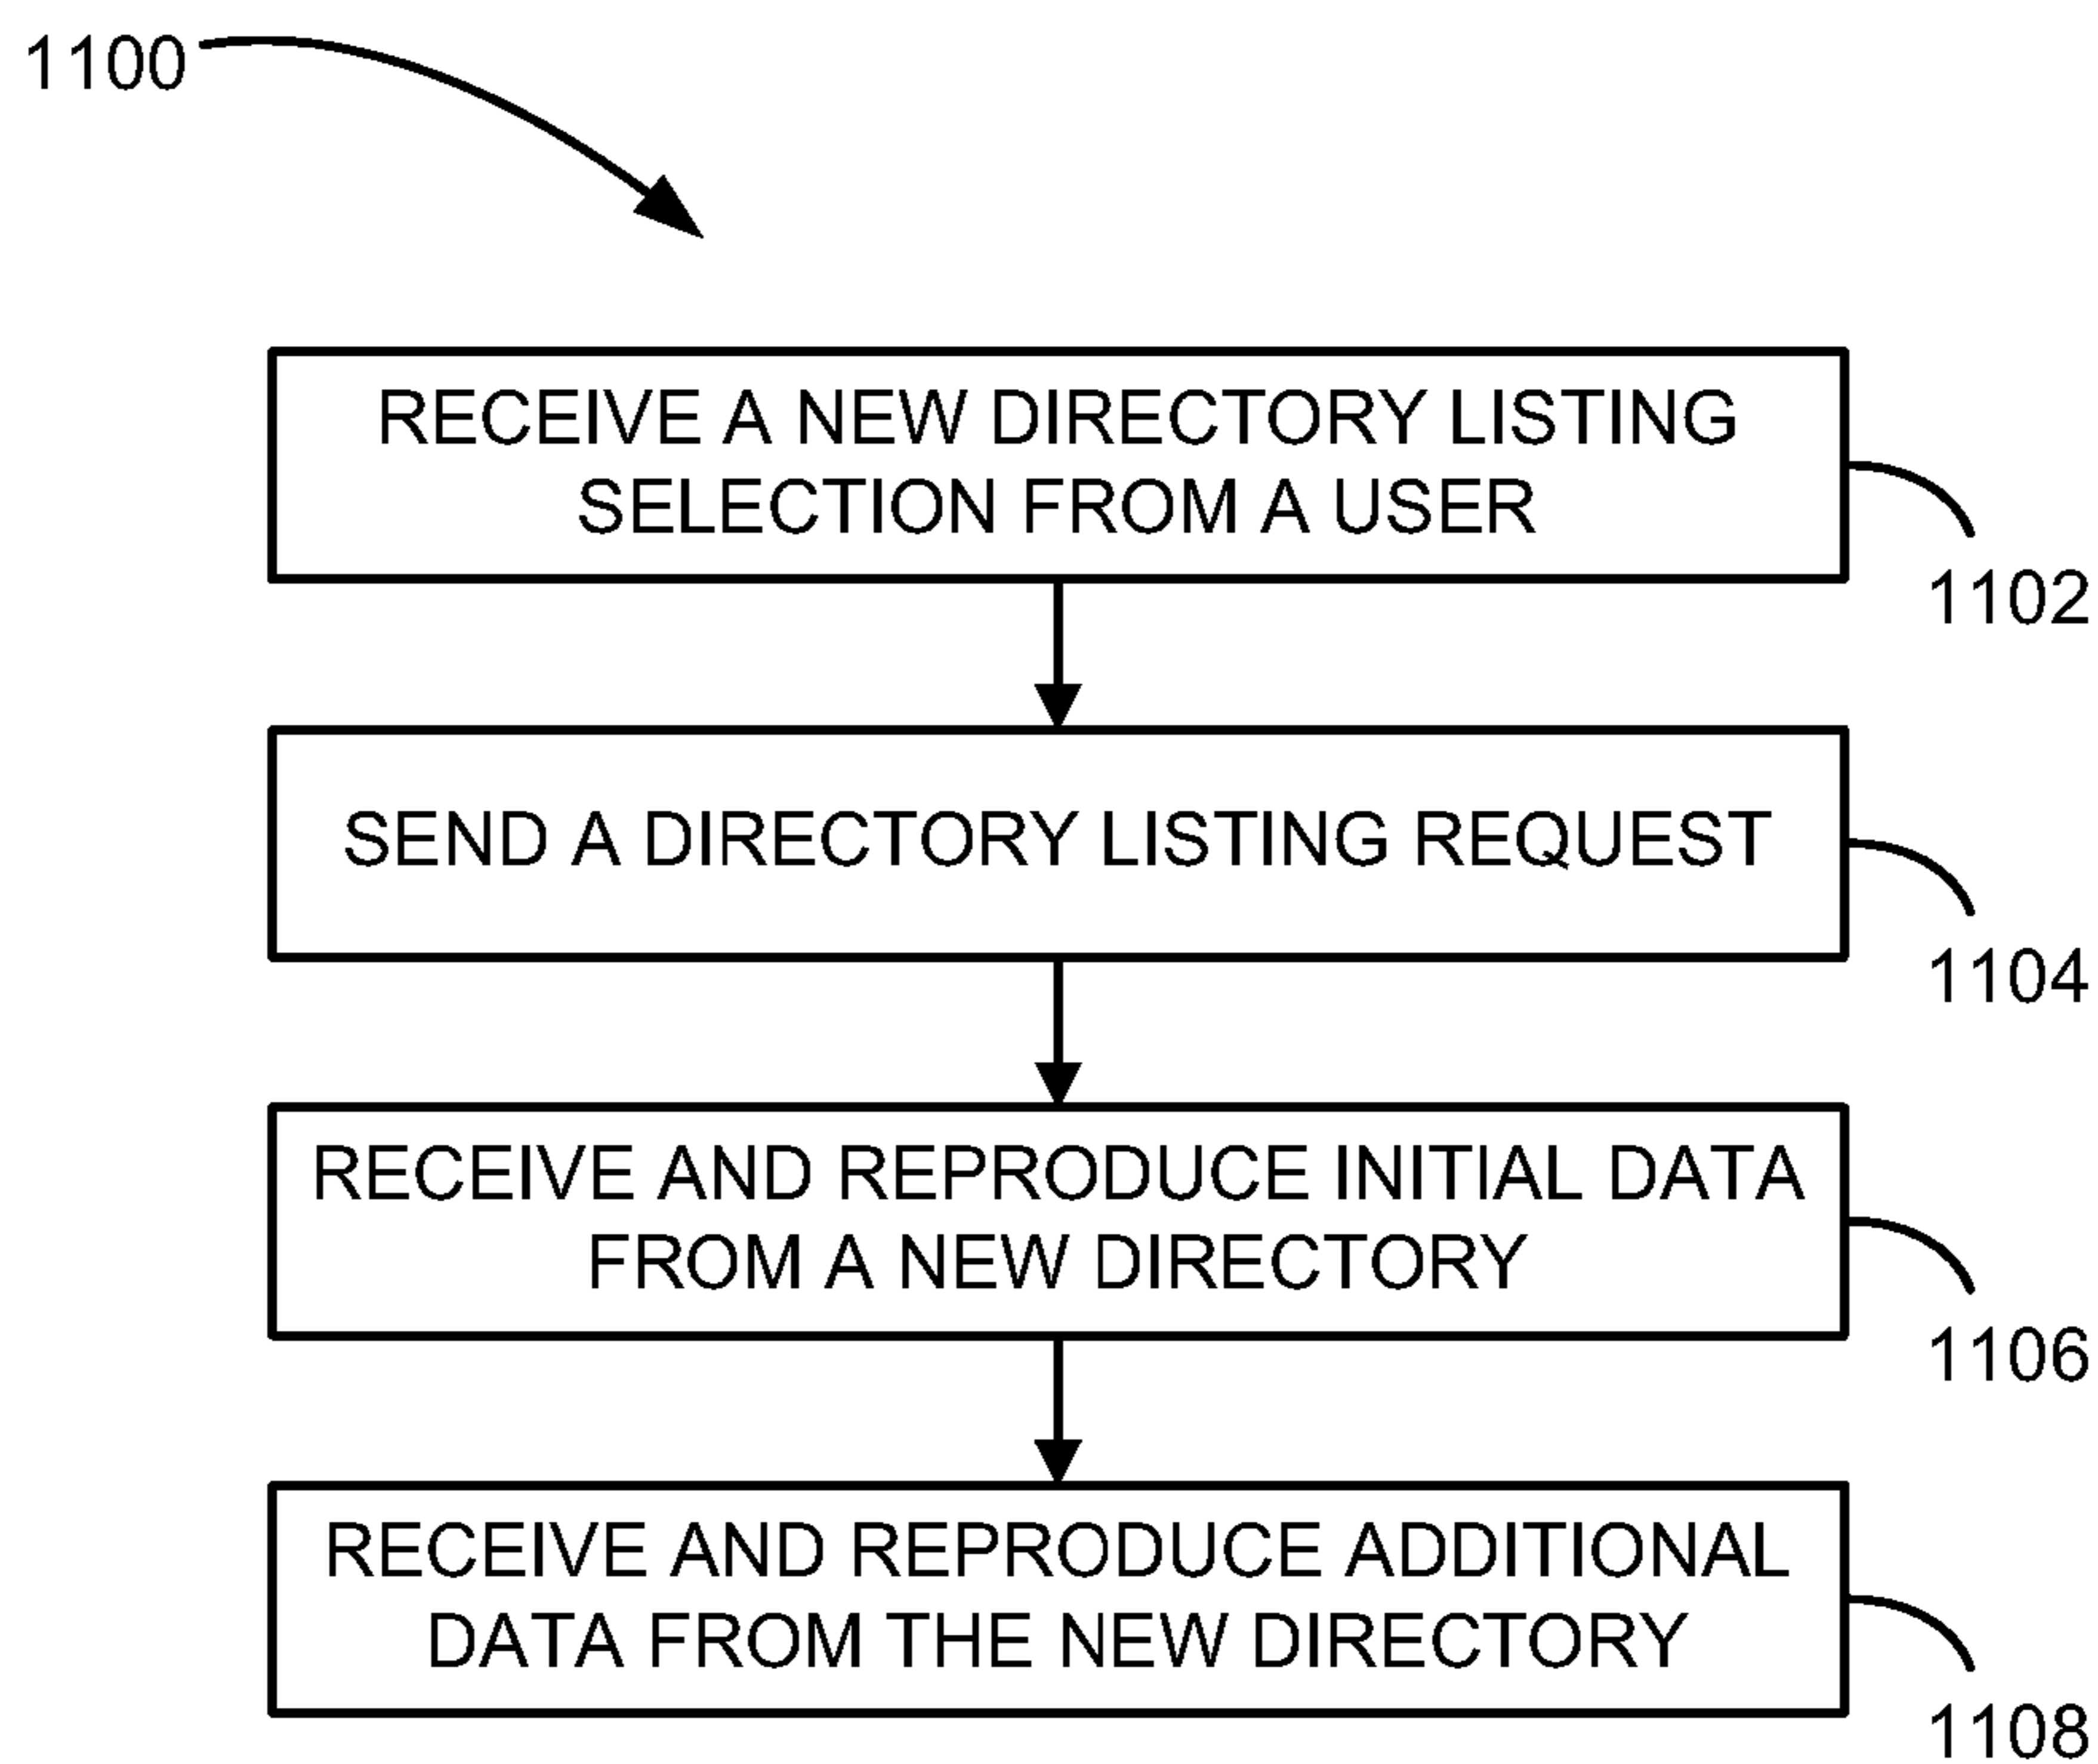 1100
RECEIVE A NEW DIRECTORY LISTING
SELECTION FROM A USER
1102
SEND A DIRECTORY LISTING REQUEST
1104
RECEIVE AND REPRODUCE INITIAL DATA
FROM A NEW DIRECTORY
1106
RECEIVE AND REPRODUCE ADDITIONAL
DATA FROM THE NEW DIRECTORY
1108